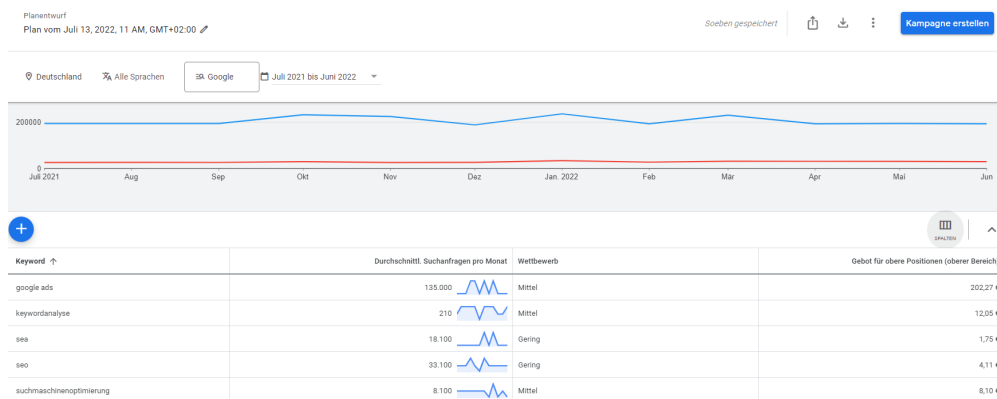 Planentwurf
Plan vom Juli 13, 2022, 11 AM, GMT+02:00
Soeben gespeichert
Kampagne erstellen
Deutschland
Alle Sprachen
Google
Juli 2021 bis Juni 2022
200000
0
Juli 2021 Aug Sep Okt Nov Dez Jan. 2022 Feb Mär Apr Mai Jun
SPALTEN
Keyword Durchschnittl. Suchanfragen pro Monat Wettbewerb Gebot für obere Positionen (oberer Bereich)
google ads 135.000 Mittel 202,27 €
keywordanalyse 210 Mittel 12,05 €
sea 18.100 Gering 1,75 €
seo 33.100 Gering 4,11 €
suchmaschinenoptimierung 8.100 Mittel 8,10 €